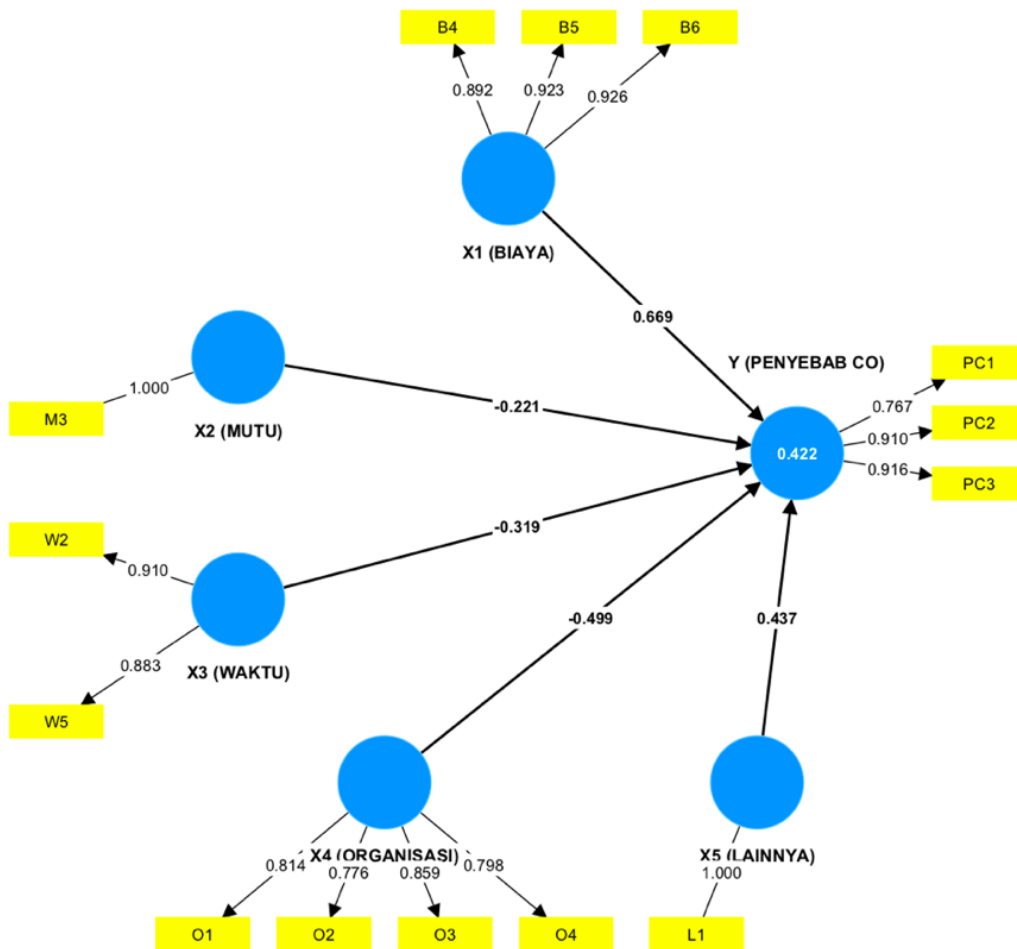 B4
B5
B6
0.892
0.923
0.926
X1 (BIAYA)
0.669
Y (PENYEBAB CO)
PC1
0.767
M3
1.000
X2 (MUTU)
-0.221
PC2
0.910
0.422
0.916
PC3
W2
0.910
-0.319
0.883
X3 (WAKTU)
W5
-0.499
0.437
X4 (ORGANISASI)
0.814
0.776
0.859
0.798
X5 (LAINNYA)
1.000
O1
O2
O3
O4
L1